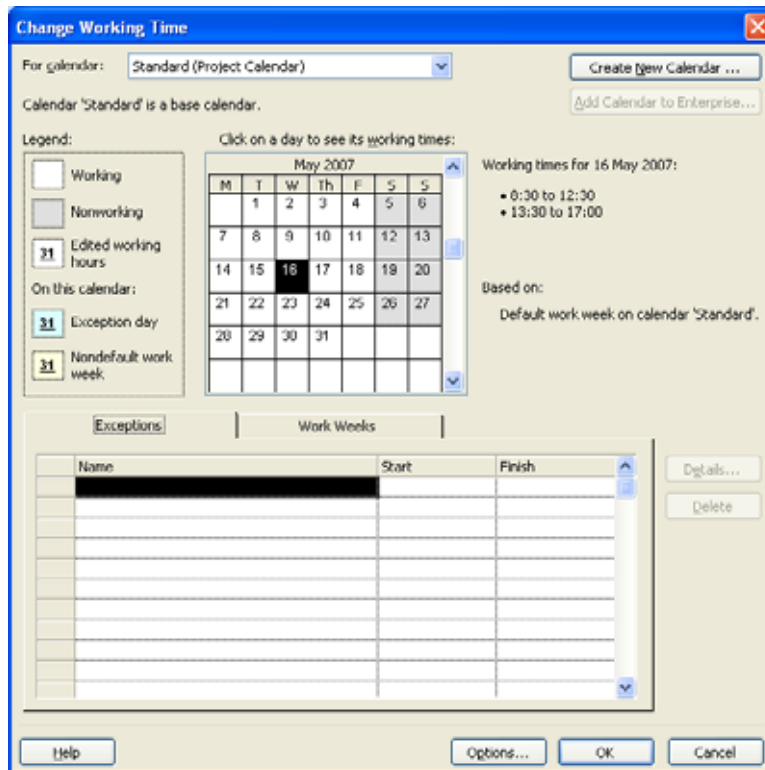 Change Working Time
For calendar: Standard (Project Calendar)
Create New Calendar ...
Calendar 'Standard' is a base calendar.
Add Calendar to Enterprise...
Legend:
Working
Nonworking
31 Edited working hours
On this calendar:
31 Exception day
31 Nondefault work week
Click on a day to see its working times:
May 2007
M T W Th F S S
1 2 3 4 5 6
7 8 9 10 11 12 13
14 15 16 17 18 19 20
21 22 23 24 25 26 27
28 29 30 31
Working times for 16 May 2007:
• 8:30 to 12:30
• 13:30 to 17:00
Based on:
Default work week on calendar 'Standard'.
Exceptions Work Weeks
Name Start Finish
Details...
Delete
Help Options... OK Cancel